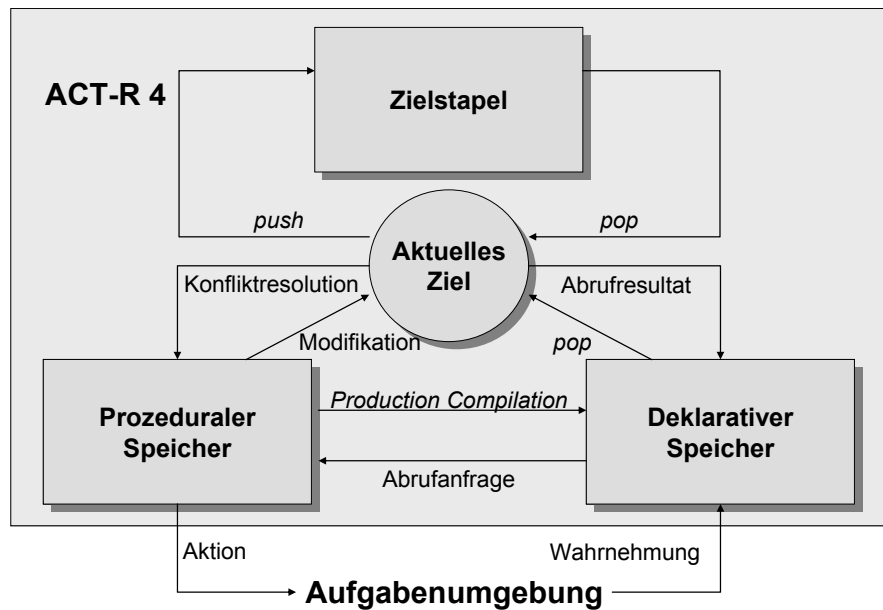 ACT-R 4
Zielstapel
push
pop
Aktuelles
Ziel
Konfliktresolution
Abrufresultat
Modifikation
pop
Prozeduraler
Speicher
Production Compilation
Deklarativer
Speicher
Abrufanfrage
Aktion
Wahrnehmung
Aufgabenumgebung